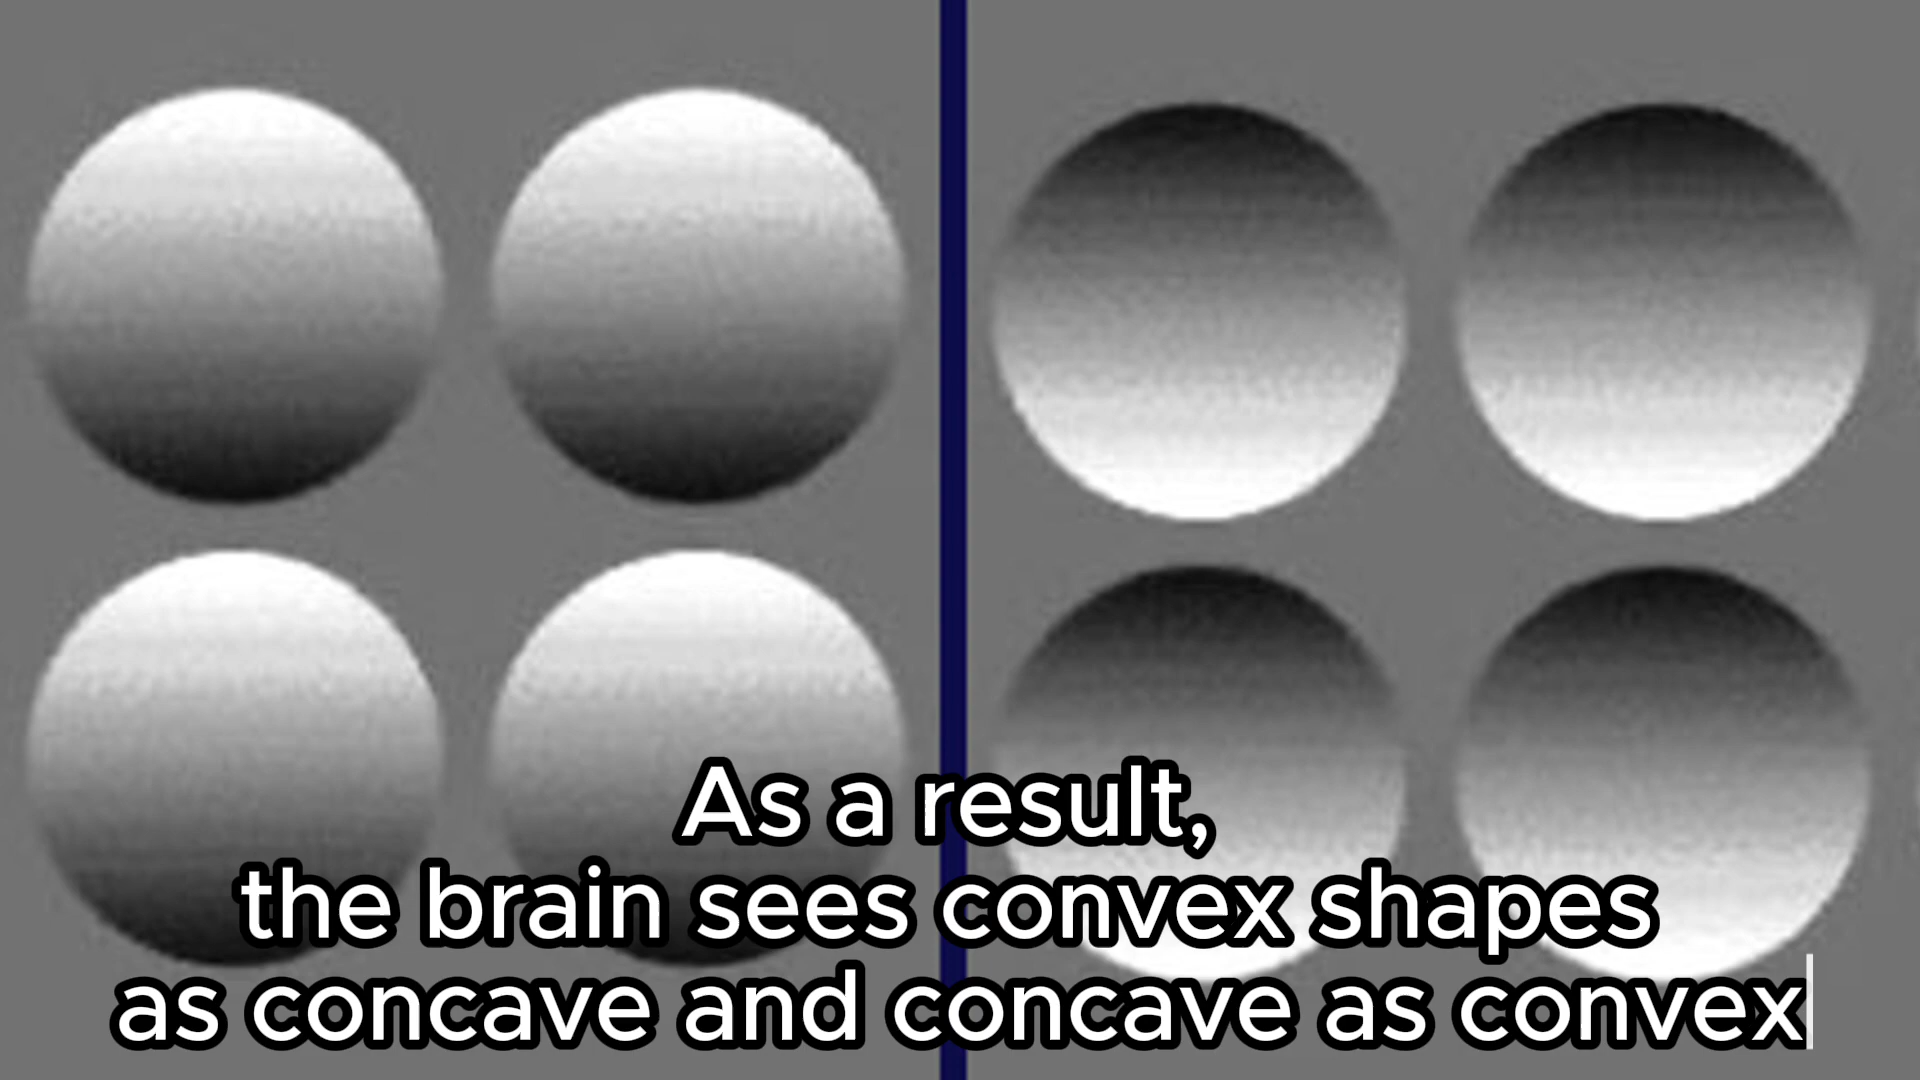 As a result,
the brain sees convex shapes
as concave and concave as convex